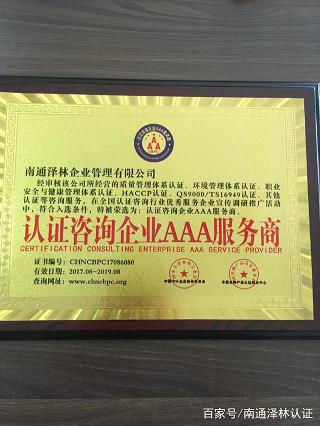 南通泽林企业管理有限公司
经审核该公司所经营的质量管理体系认证、环境管理体系认证、职业
安全与健康管理体系认证、HACCP认证、QS9000/TS16949认证、其他
认证等咨询服务，在全国认证咨询行业优秀服务企业宣传调研推广活动
中，符合入选条件，特被荣选为：认证咨询企业AAA服务商。
认证咨询企业AAA服务商
CERTIFICATION CONSULTING ENTERPRISE AAA SERVICE PROVIDER
证书编号：CHNCBPC17086080
有效日期：2017.08~2019.08
查询网址：www.chncbpc.org
百家号/南通泽林认证